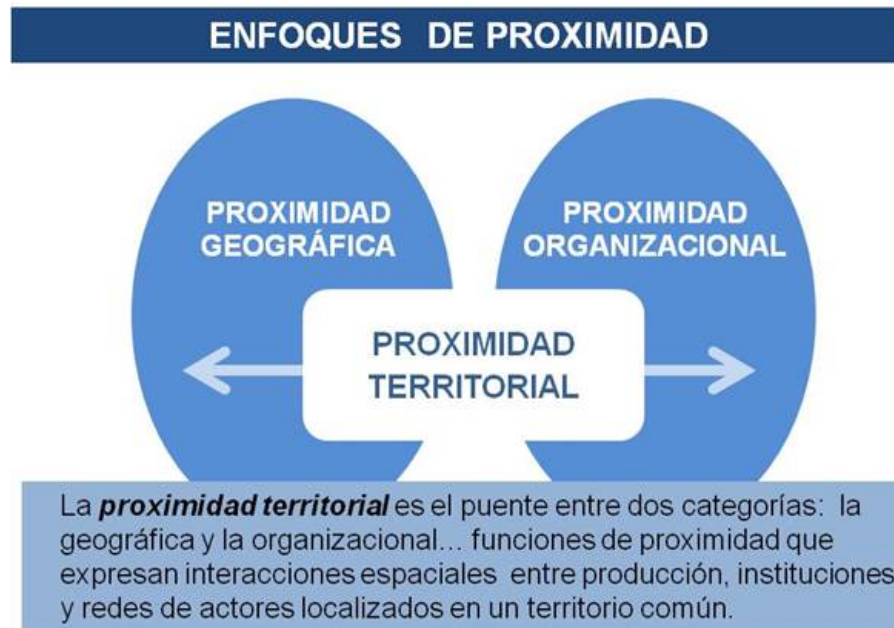 ENFOQUES DE PROXIMIDAD
PROXIMIDAD
GEOGRÁFICA
PROXIMIDAD
ORGANIZACIONAL
PROXIMIDAD
TERRITORIAL
La proximidad territorial es el puente entre dos categorías: la
geográfica y la organizacional... funciones de proximidad que
expresan interacciones espaciales entre producción, instituciones
y redes de actores localizados en un territorio común.